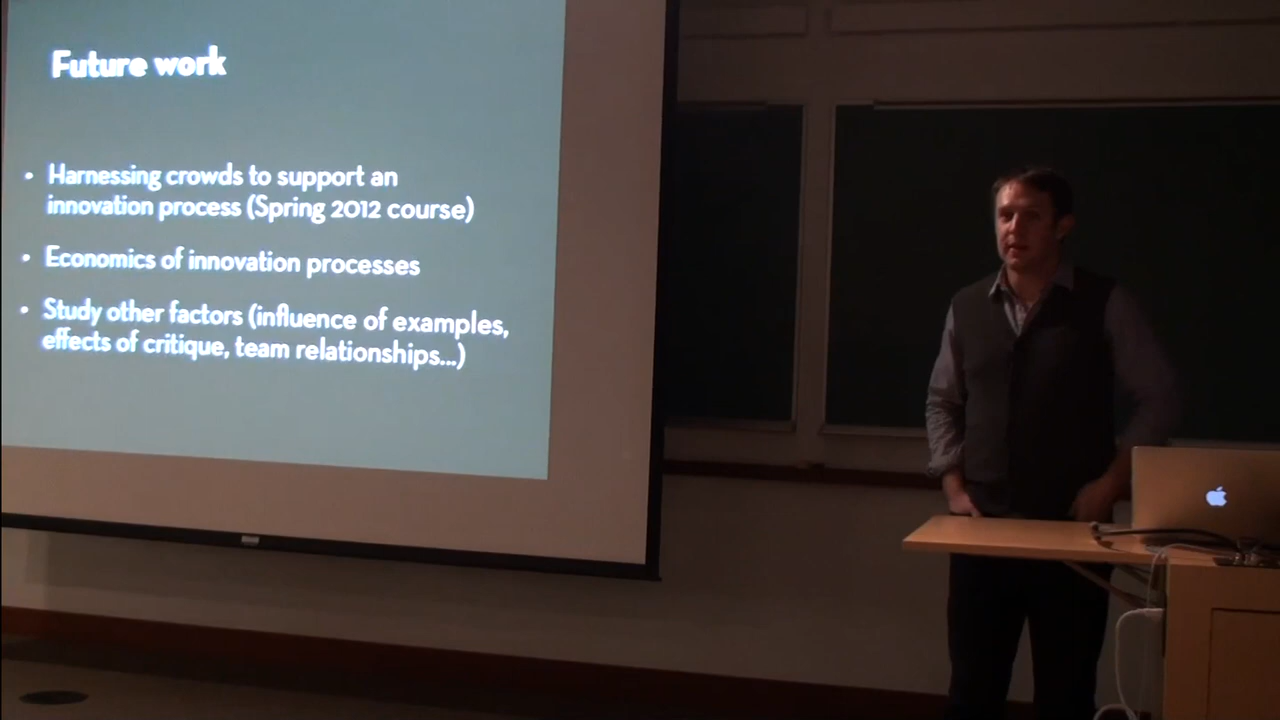 Future work
• Harnessing crowds to support an
innovation process (Spring 2012 course)
• Economics of innovation processes
• Study other factors (influence of examples,
effects of critique, team relationships...)